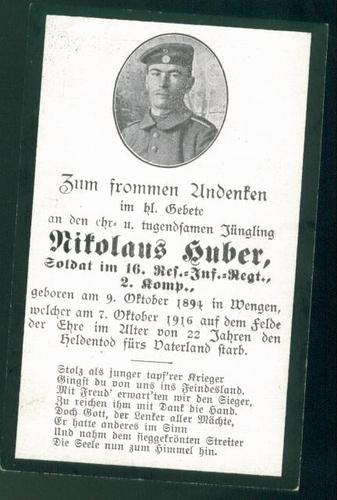 Zum frommen Andenken
im hl. Gebete
an den ehr- u. tugendsamen Jüngling
Nikolaus Huber,
Soldat im 16. Res.-Inf.-Regt.,
2. Komp.,
geboren am 9. Oktober 1894 in Wengen,
welcher am 7. Oktober 1916 auf dem Felde
der Ehre im Alter von 22 Jahren den
Heldentod fürs Vaterland starb.
Stolz als junger tapf'rer Krieger
Gingst du von uns ins Feindesland.
Mit Freud' erwart'ten wir den Sieger,
Zu reichen ihm mit Dank die Hand.
Doch Gott, der Lenker aller Mächte,
Er hatte anderes im Sinn
Und nahm dem sieggekrönten Streiter
Die Seele nun zum Himmel hin.